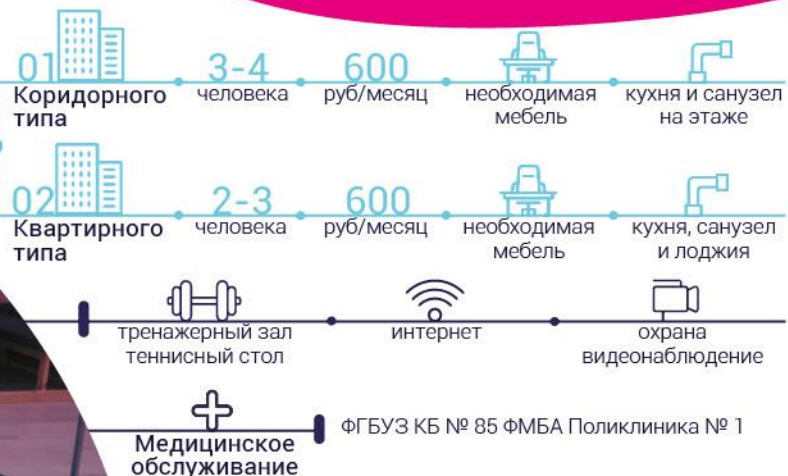 01 3-4 600
Коридорного человека руб/месяц необходимая кухня и санузел
типа мебель на этаже
02 2-3 600
Квартирного человека руб/месяц необходимая кухня, санузел
типа мебель и лоджия
тренажерный зал интернет охрана
теннисный стол видеонаблюдение
ФГБУЗ КБ № 85 ФМБА Поликлиника № 1
Медицинское
обслуживание